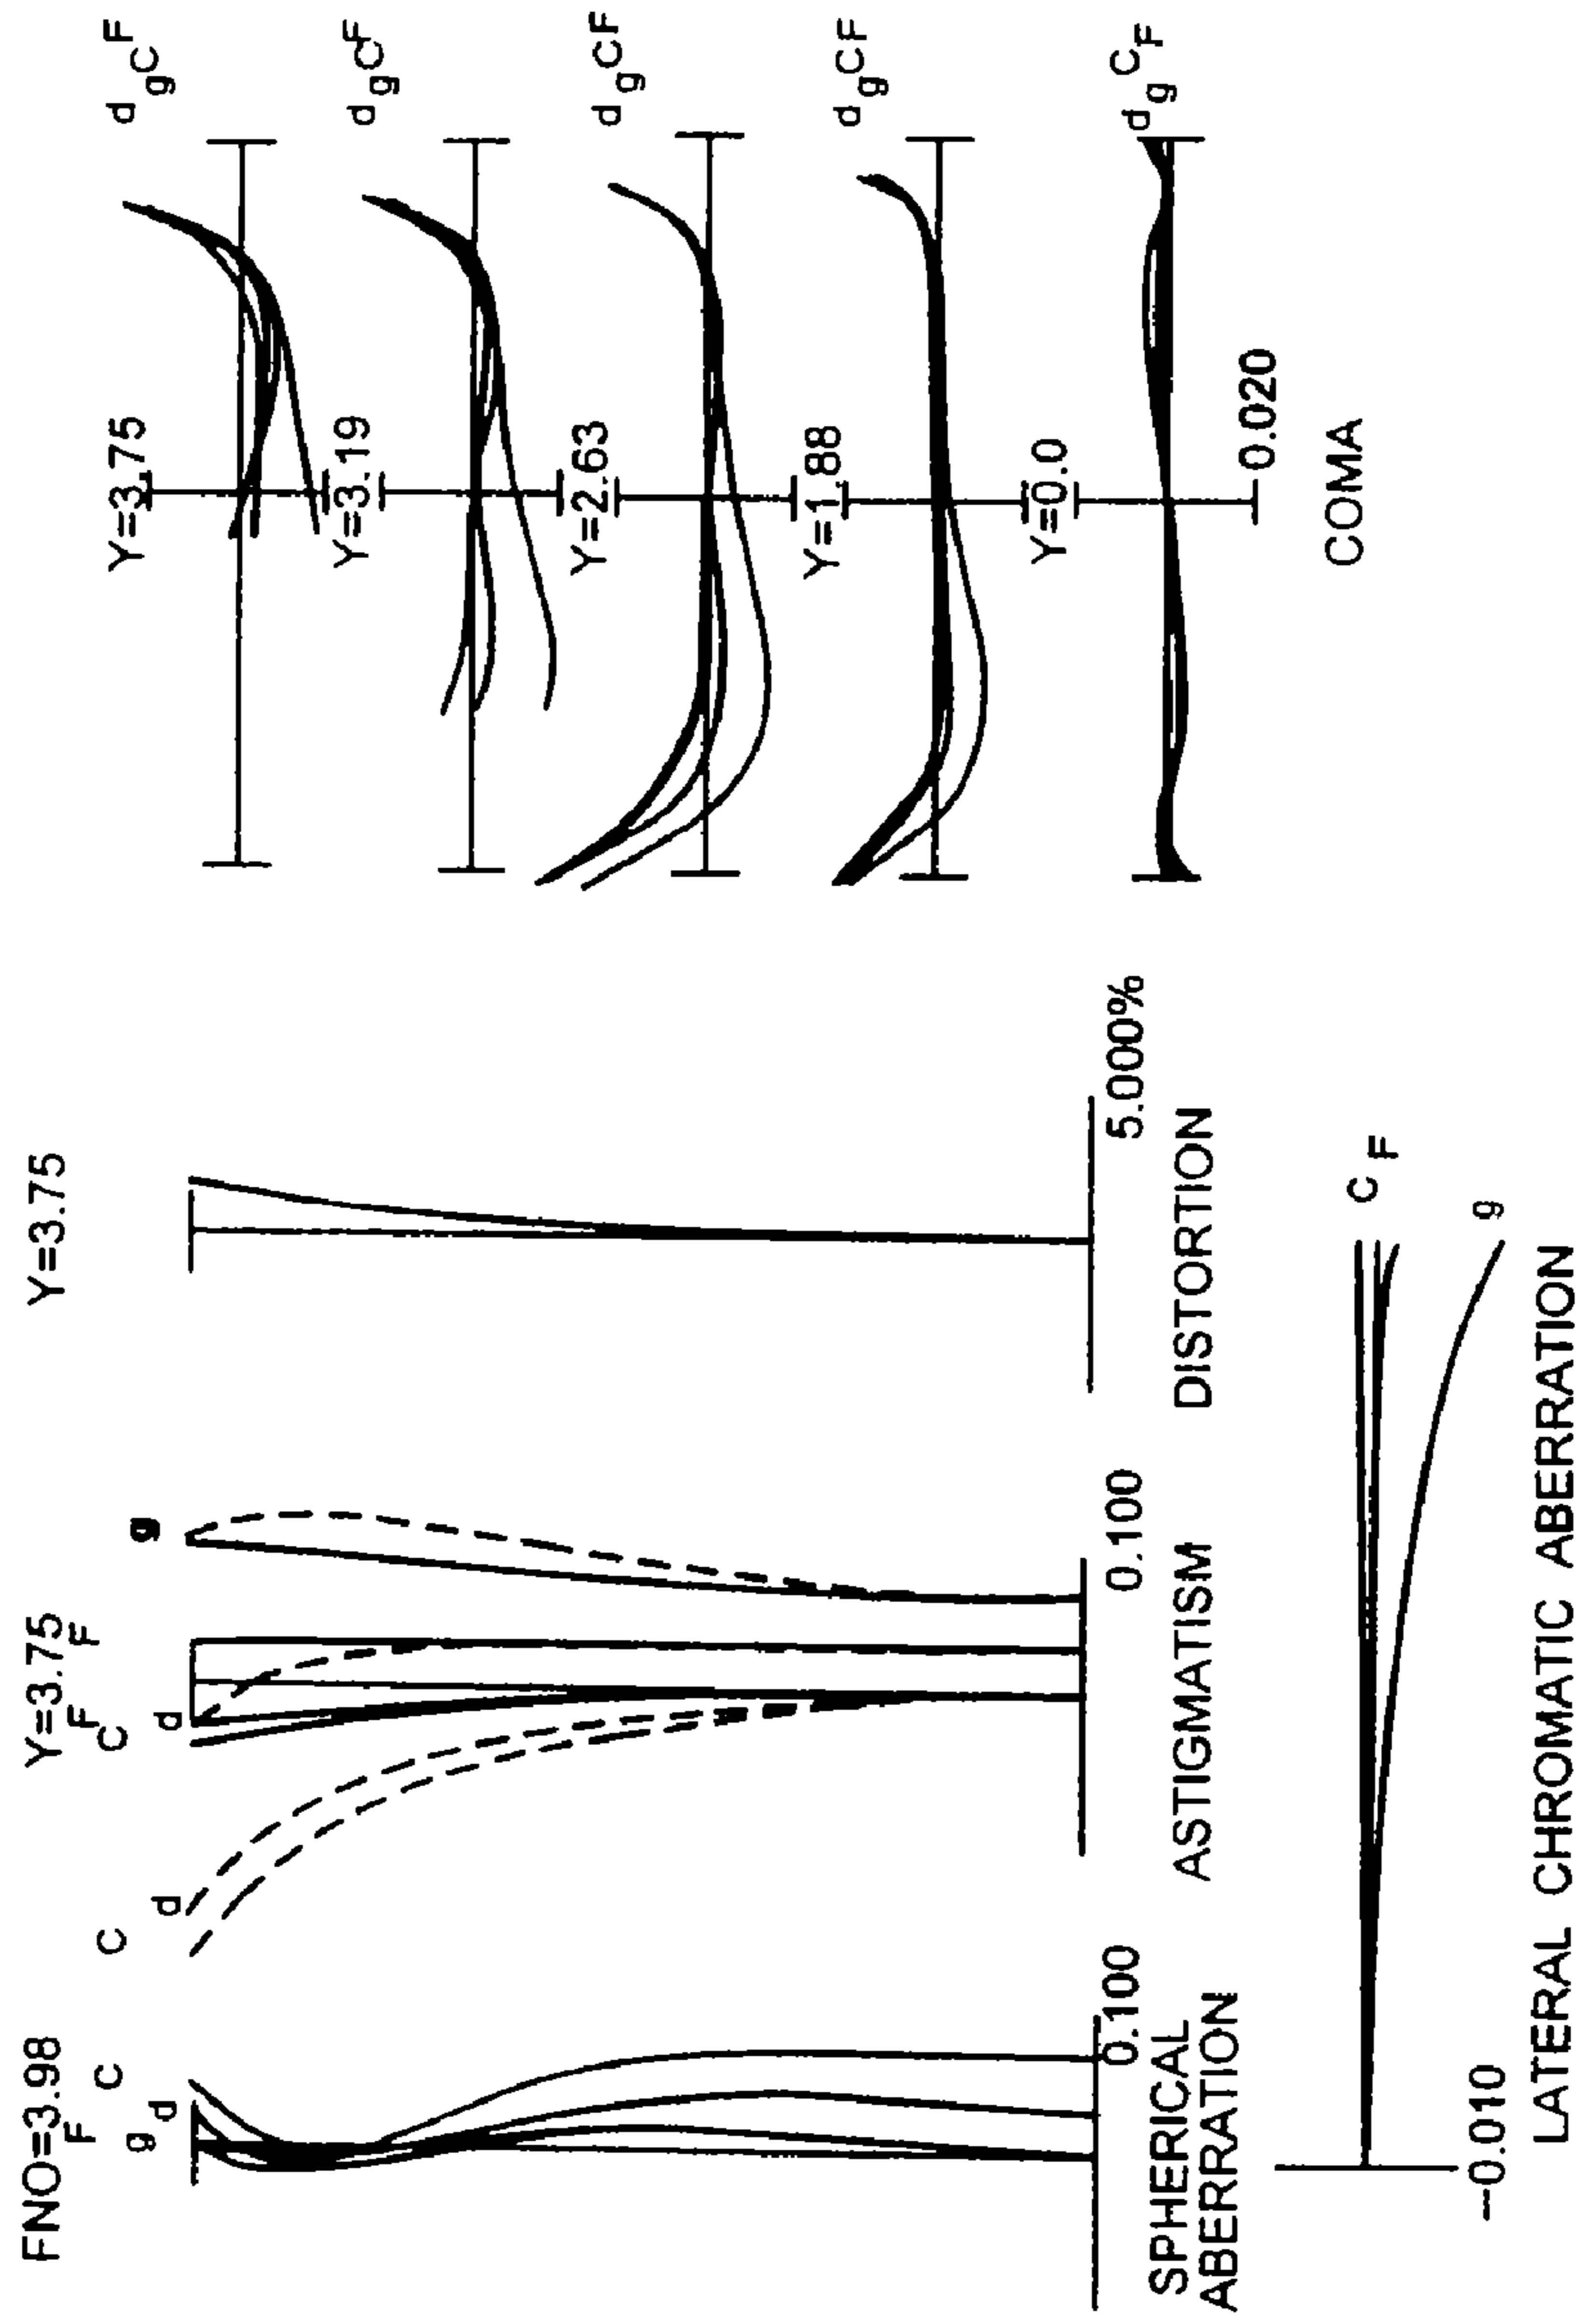 FNO=3.98
F
C
g
d
SPHERICAL
ABERRATION
0.100
Y=3.75
F
F
C
d
C
d
g
ASTIGMATISM
0.100
Y=3.75
DISTORTION
5.000%
Y=3.75
d g C F
Y=3.19
d g C F
Y=2.63
d g C F
Y=1.88
d g C F
Y=0.0
d g C F
0.020
COMA
C
F
g
−0.010
LATERAL CHROMATIC ABERRATION